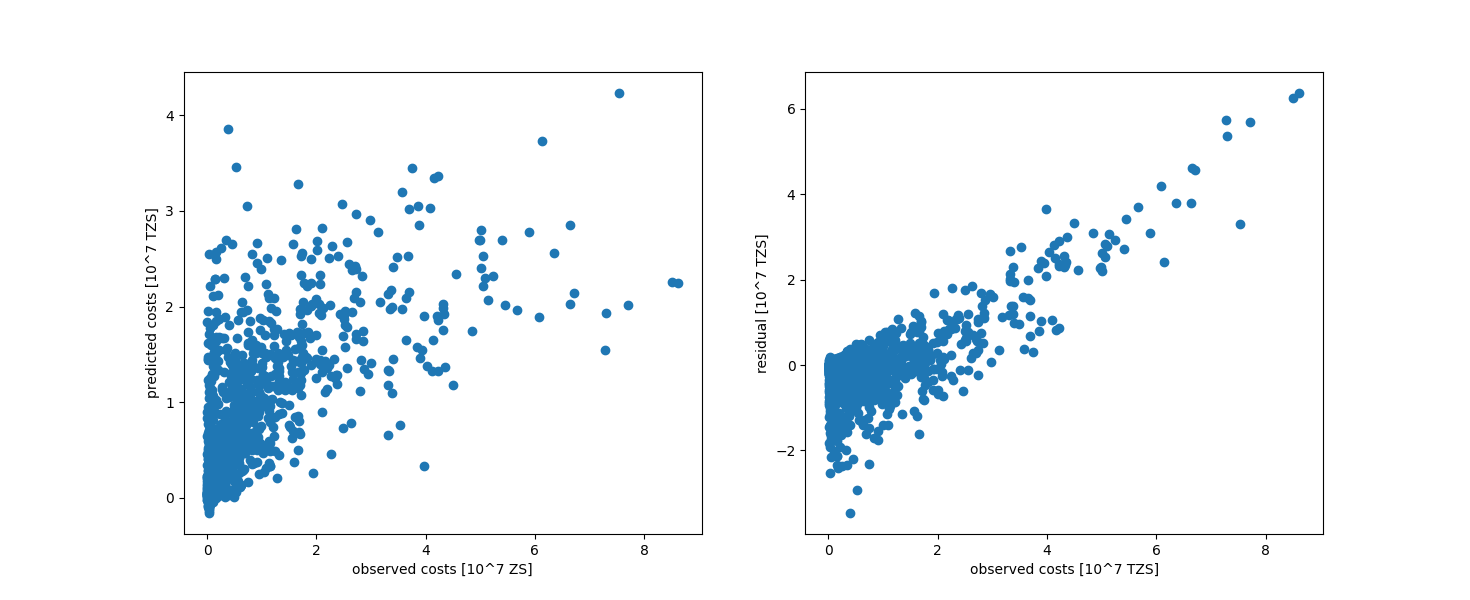 predicted costs [10^7 TZS]
4
3
2
1
0
0 2 4 6 8
observed costs [10^7 ZS]
residual [10^7 TZS]
6
4
2
0
−2
0 2 4 6 8
observed costs [10^7 TZS]